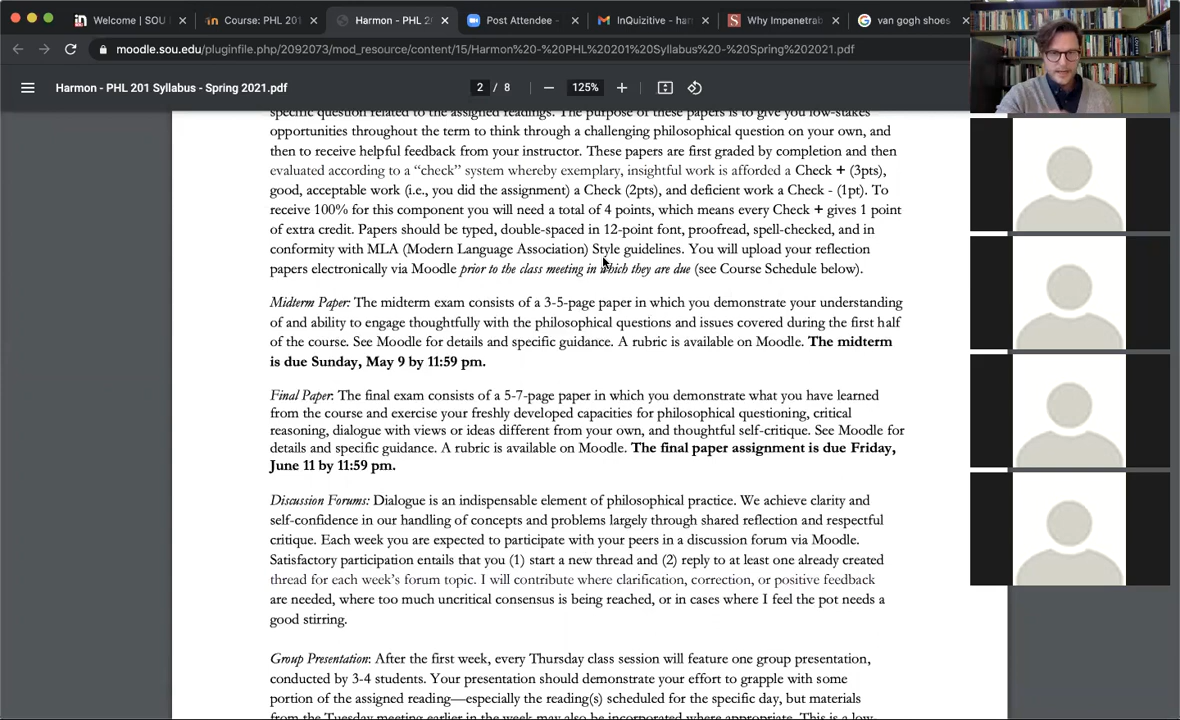 Welcome | SOU
Course: PHL 201
Harmon - PHL 2
Post Attendee -
InQuizitive - har
Why Impenetrab
van gogh shoes
moodle.sou.edu/pluginfile.php/2092073/mod_resource/content/15/Harmon%20-%20PHL%20201%20Syllabus%20-%20Spring%202021.pdf
Harmon - PHL 201 Syllabus - Spring 2021.pdf
2 / 8
125%
specific question related to the assigned readings. The purpose of these papers is to give you low-stakes
opportunities throughout the term to think through a challenging philosophical question on your own, and
then to receive helpful feedback from your instructor. These papers are first graded by completion and then
evaluated according to a “check” system whereby exemplary, insightful work is afforded a Check + (3pts),
good, acceptable work (i.e., you did the assignment) a Check (2pts), and deficient work a Check - (1pt). To
receive 100% for this component you will need a total of 4 points, which means every Check + gives 1 point
of extra credit. Papers should be typed, double-spaced in 12-point font, proofread, spell-checked, and in
conformity with MLA (Modern Language Association) Style guidelines. You will upload your reflection
papers electronically via Moodle prior to the class meeting in which they are due (see Course Schedule below).
Midterm Paper: The midterm exam consists of a 3-5-page paper in which you demonstrate your understanding
of and ability to engage thoughtfully with the philosophical questions and issues covered during the first half
of the course. See Moodle for details and specific guidance. A rubric is available on Moodle. The midterm
is due Sunday, May 9 by 11:59 pm.
Final Paper: The final exam consists of a 5-7-page paper in which you demonstrate what you have learned
from the course and exercise your freshly developed capacities for philosophical questioning, critical
reasoning, dialogue with views or ideas different from your own, and thoughtful self-critique. See Moodle for
details and specific guidance. A rubric is available on Moodle. The final paper assignment is due Friday,
June 11 by 11:59 pm.
Discussion Forums: Dialogue is an indispensable element of philosophical practice. We achieve clarity and
self-confidence in our handling of concepts and problems largely through shared reflection and respectful
critique. Each week you are expected to participate with your peers in a discussion forum via Moodle.
Satisfactory participation entails that you (1) start a new thread and (2) reply to at least one already created
thread for each week’s forum topic. I will contribute where clarification, correction, or positive feedback
are needed, where too much uncritical consensus is being reached, or in cases where I feel the pot needs a
good stirring.
Group Presentation: After the first week, every Thursday class session will feature one group presentation,
conducted by 3-4 students. Your presentation should demonstrate your effort to grapple with some
portion of the assigned reading—especially the reading(s) scheduled for the specific day, but materials
from the Tuesday meeting earlier in the week may also be incorporated where appropriate. This is a low-